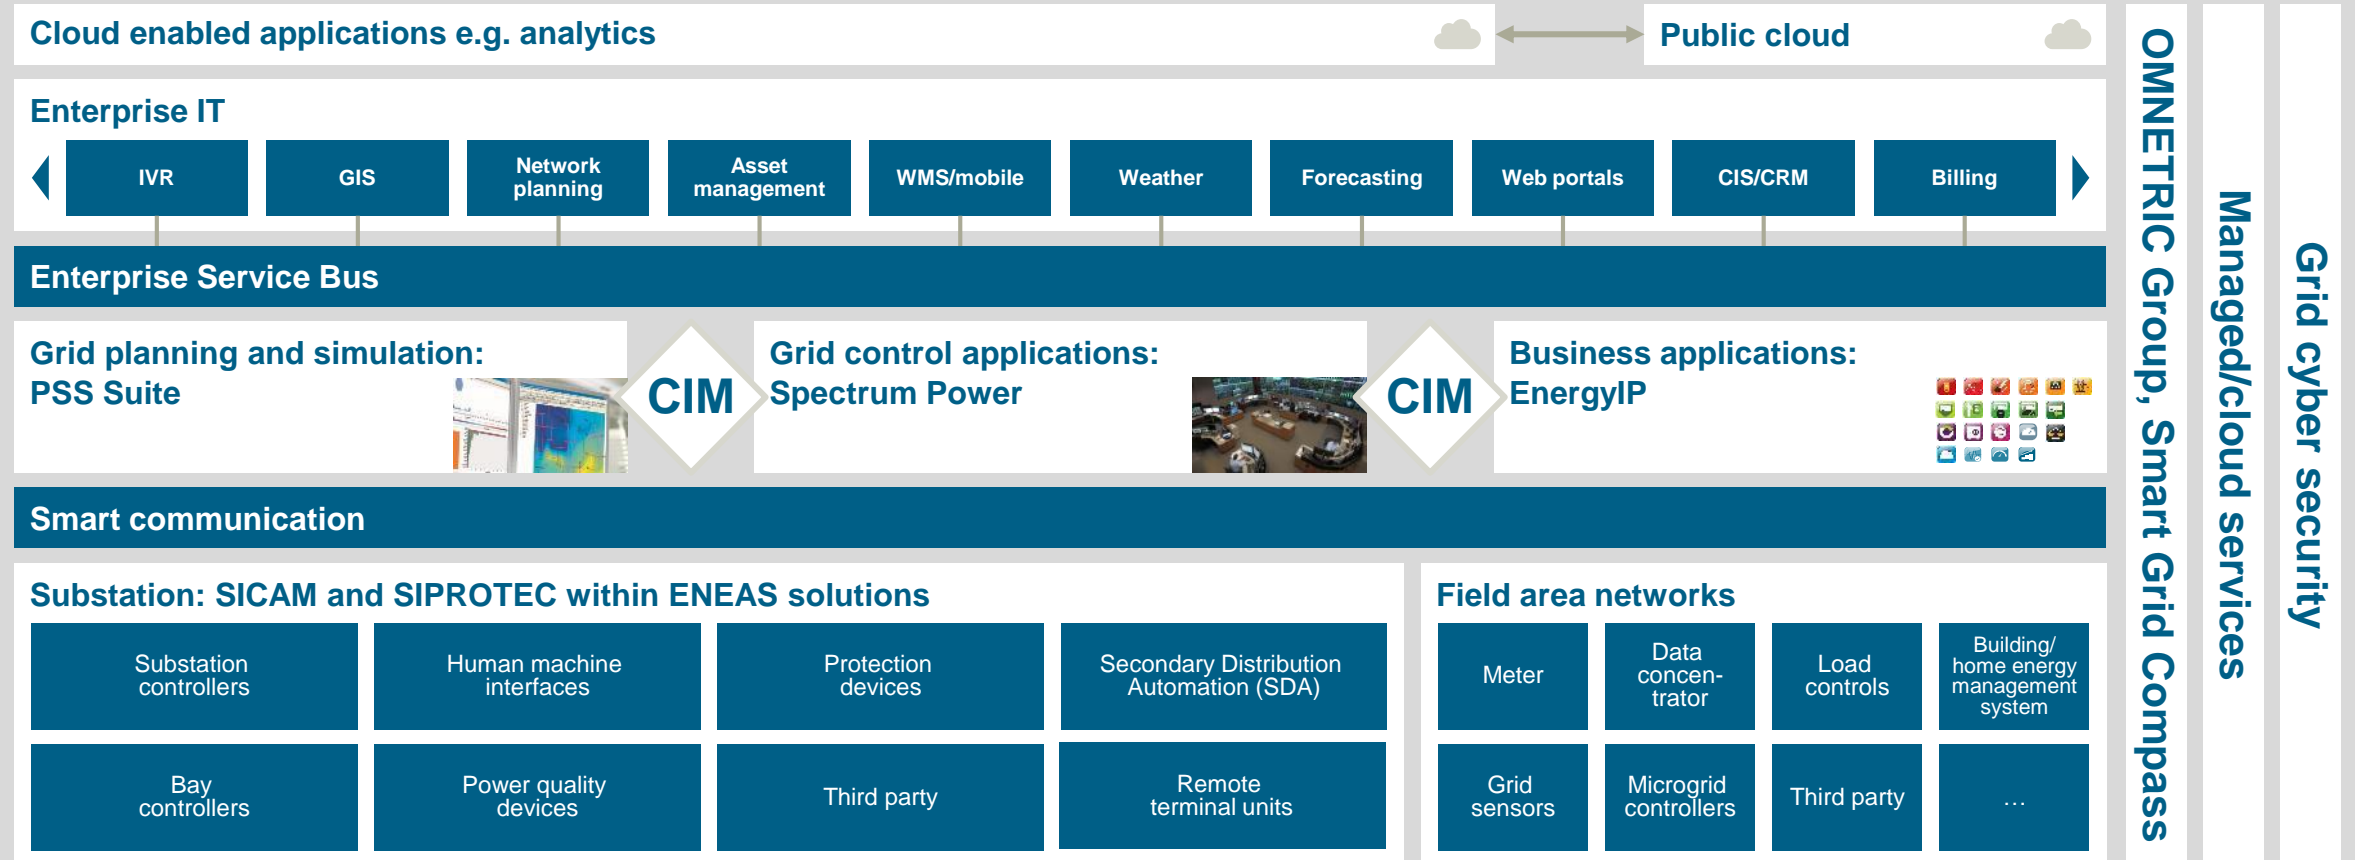 Cloud enabled applications e.g. analytics
Public cloud
Enterprise IT
IVR
GIS
Network
planning
Asset
management
WMS/mobile
Weather
Forecasting
Web portals
CIS/CRM
Billing
Enterprise Service Bus
Grid planning and simulation:
PSS Suite
CIM
Grid control applications:
Spectrum Power
CIM
Business applications:
EnergyIP
Smart communication
Substation: SICAM and SIPROTEC within ENEAS solutions
Substation
controllers
Human machine
interfaces
Protection
devices
Secondary Distribution
Automation (SDA)
Bay
controllers
Power quality
devices
Third party
Remote
terminal units
Field area networks
Meter
Data
concen-
trator
Load
controls
Building/
home energy
management
system
Grid
sensors
Microgrid
controllers
Third party
…
OMNETRIC Group, Smart Grid Compass
Managed/cloud services
Grid cyber security